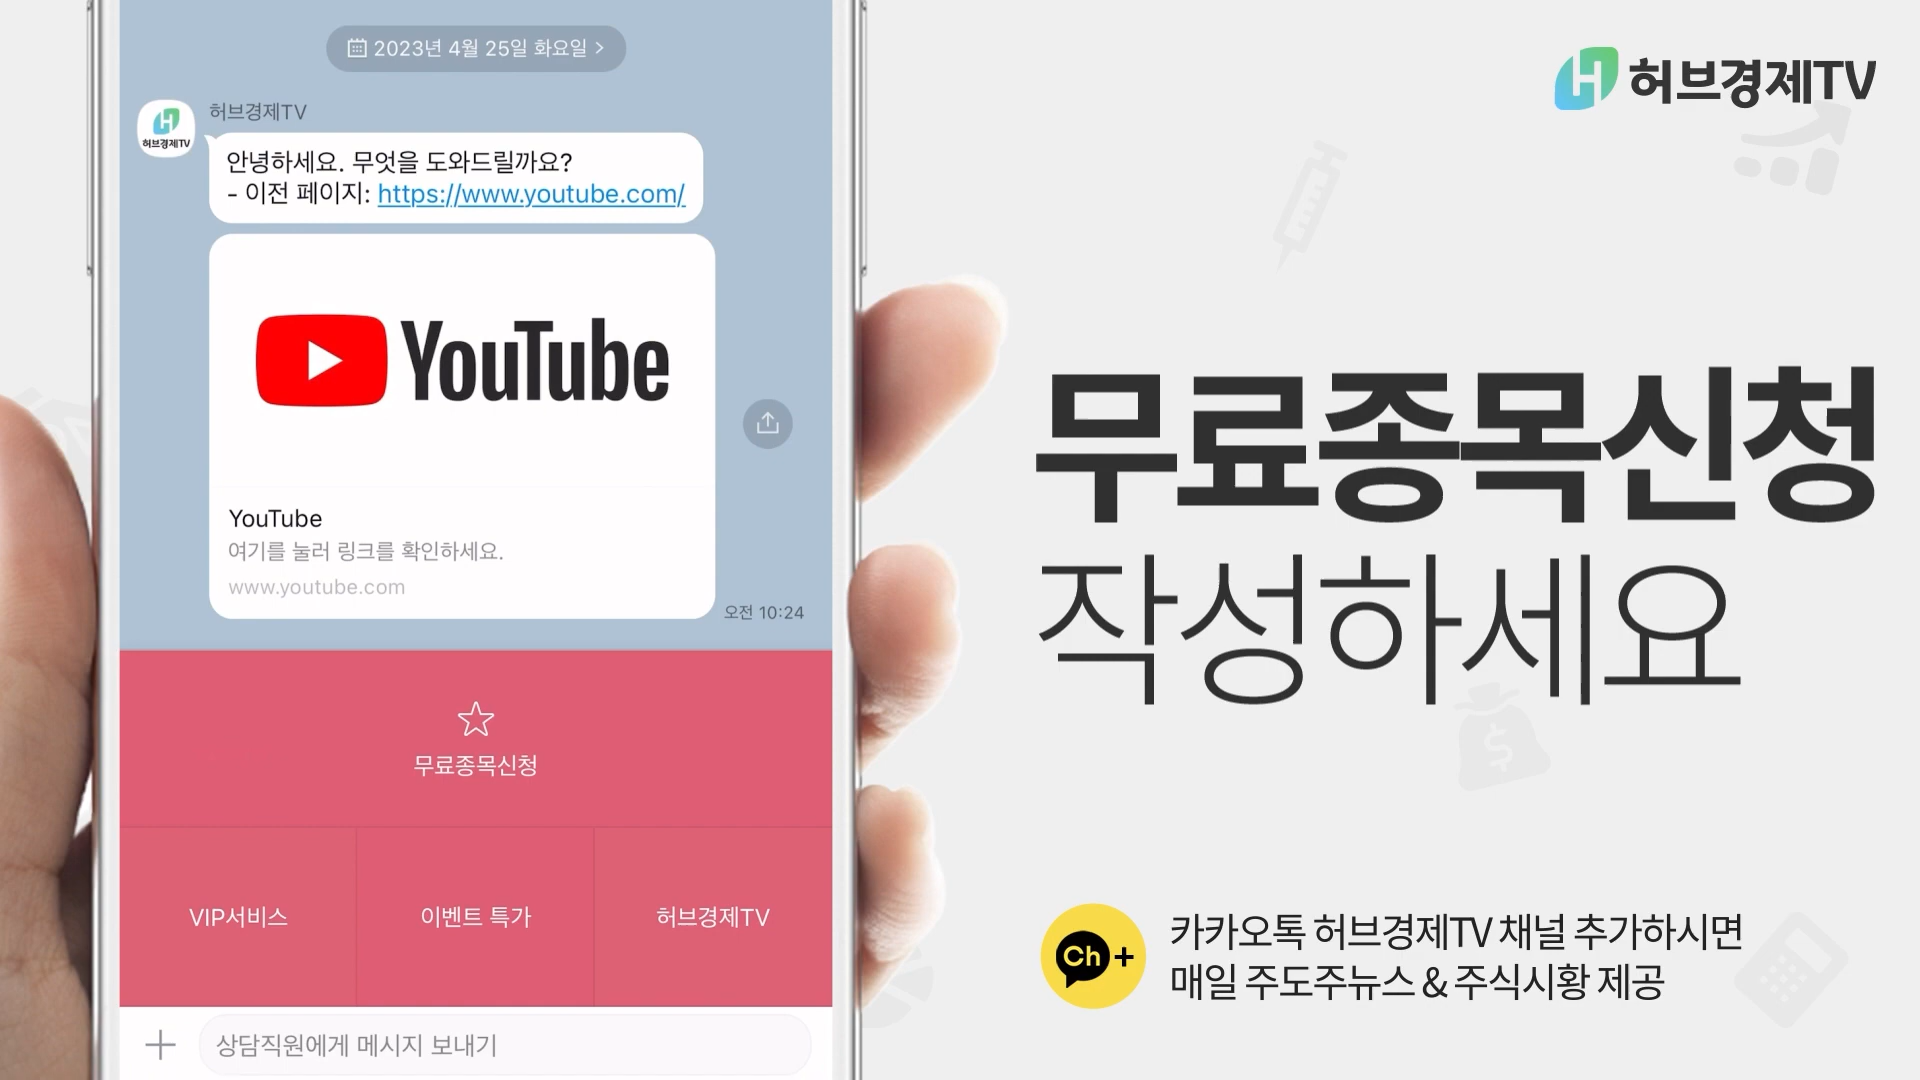 2023년 4월 25일 화요일 >
허브경제TV
허브경제TV
안녕하세요. 무엇을 도와드릴까요?
- 이전 페이지: https://www.youtube.com/
YouTube
YouTube
여기를 눌러 링크를 확인하세요.
www.youtube.com
오전 10:24
무료종목신청
VIP서비스
이벤트 특가
허브경제TV
상담직원에게 메시지 보내기
허브경제TV
무료종목신청
작성하세요
Ch+
카카오톡 허브경제TV 채널 추가하시면
매일 주도주뉴스 & 주식시황 제공